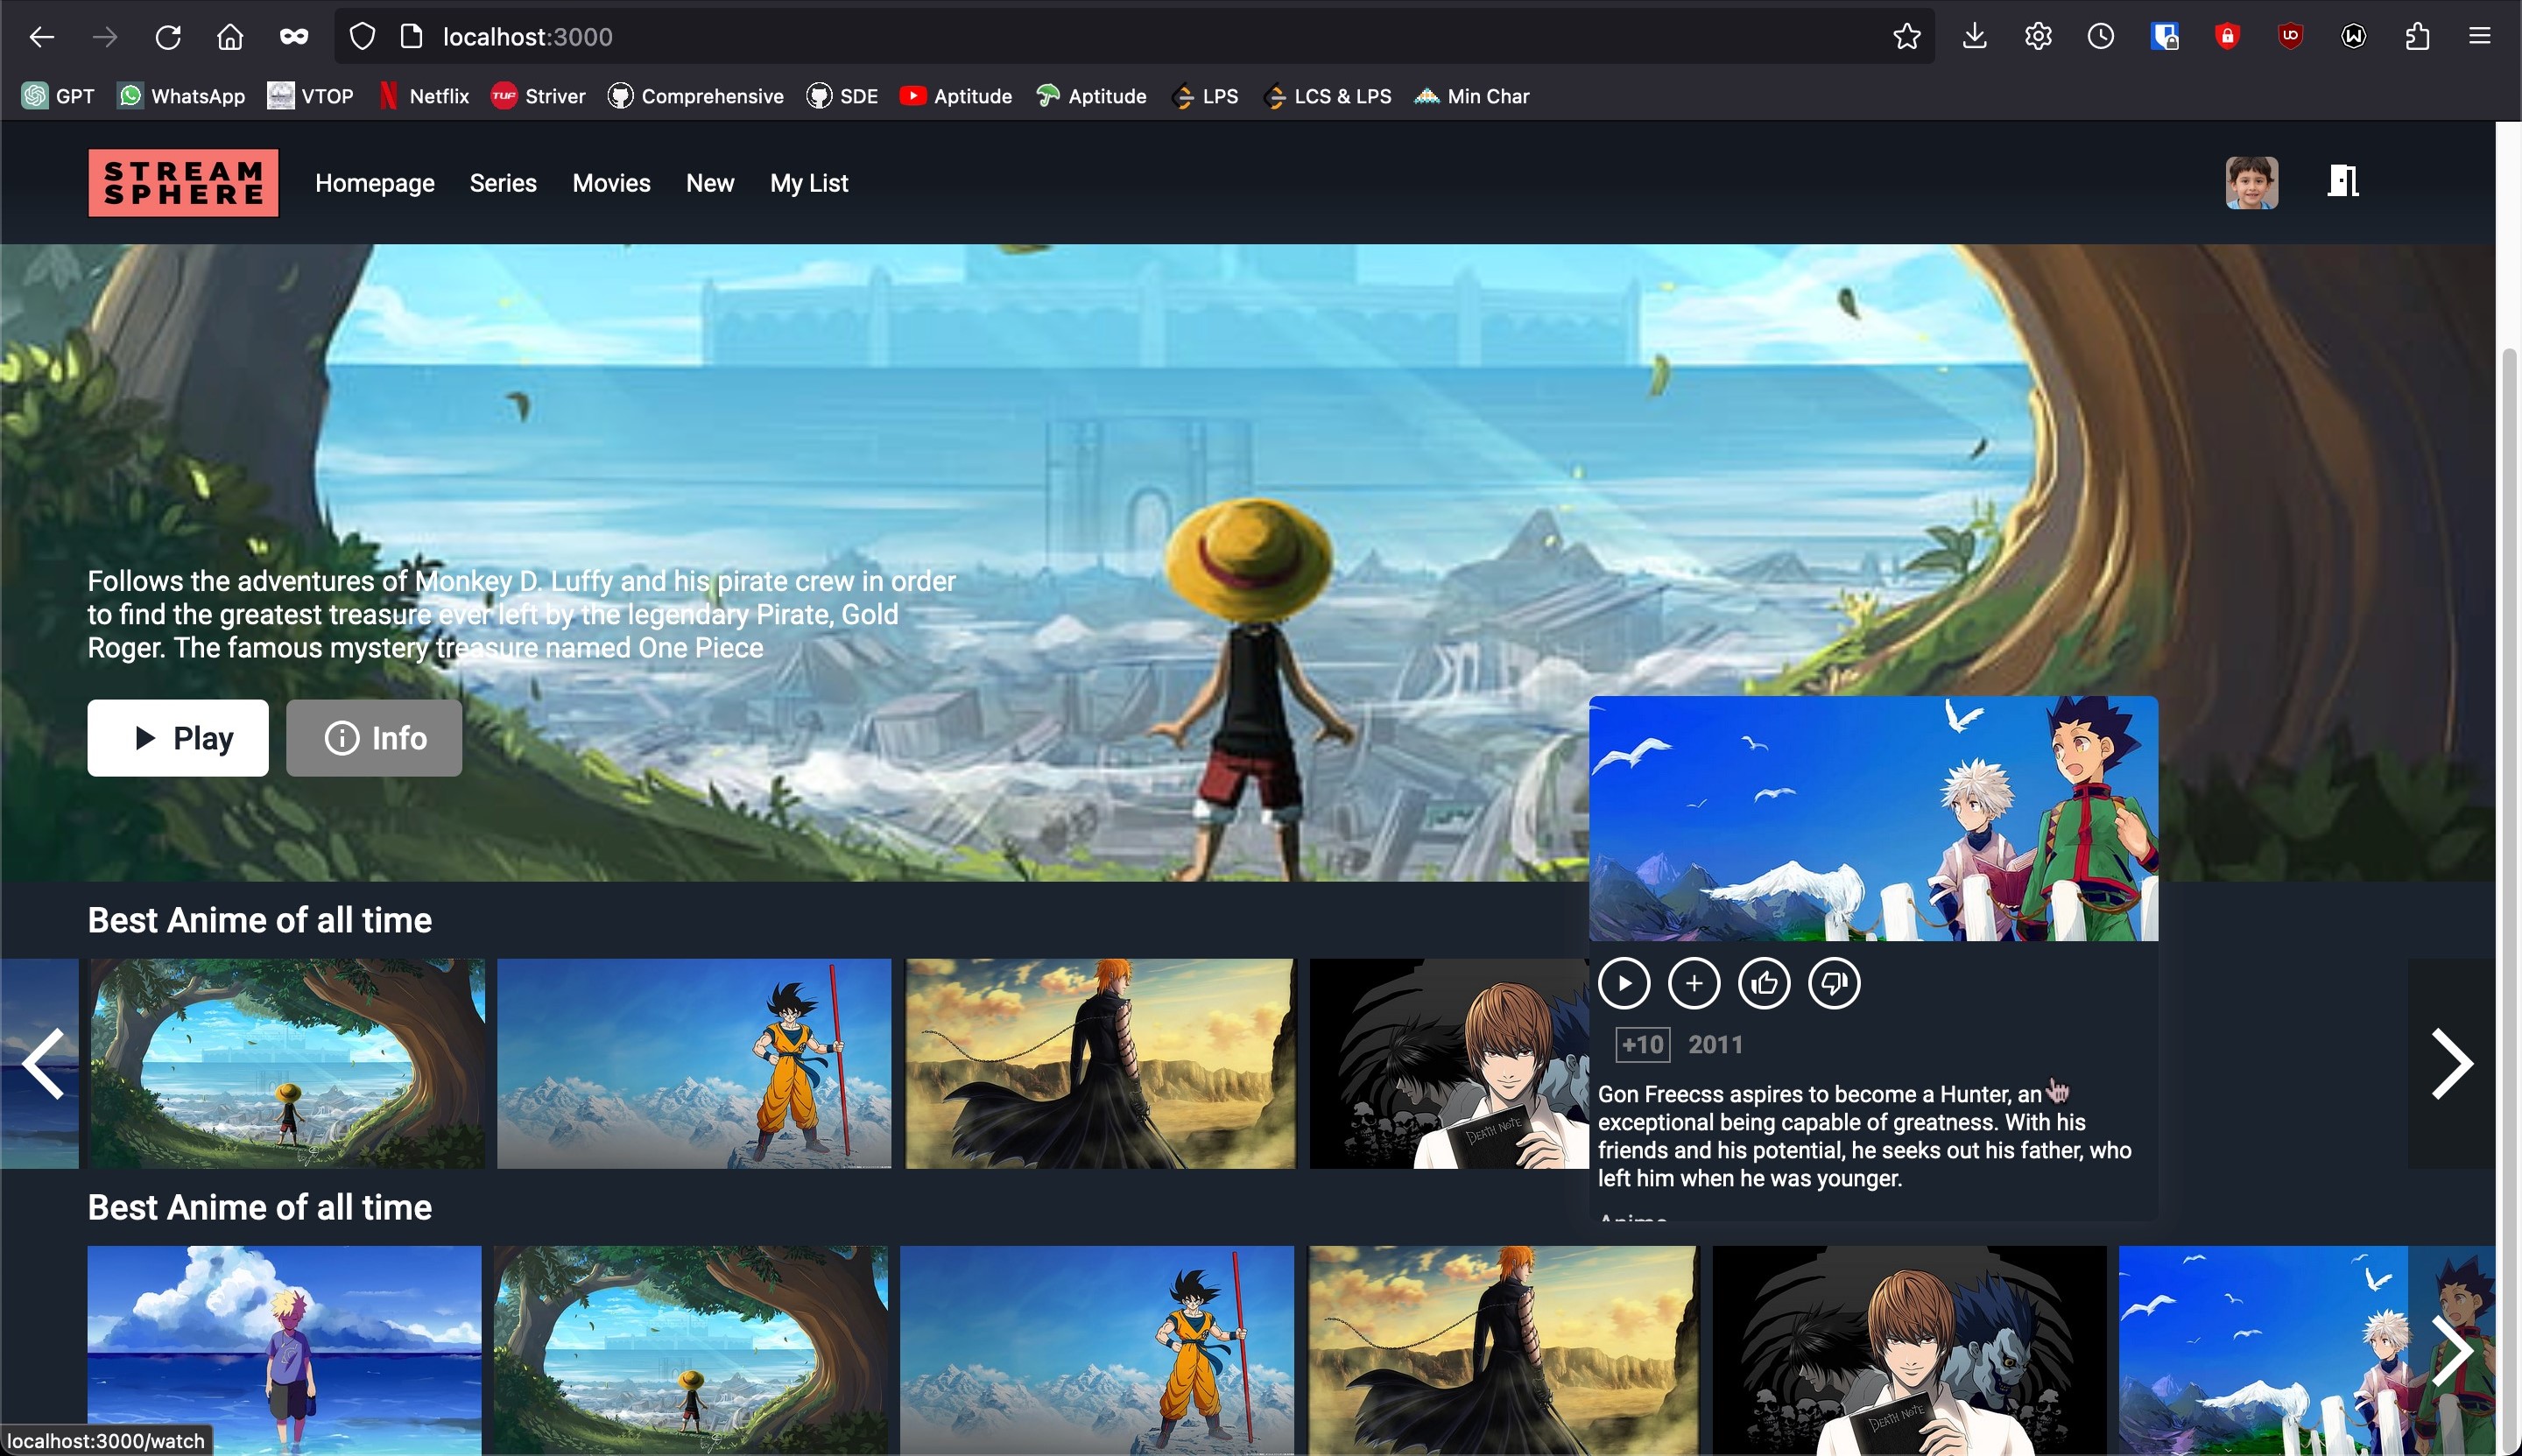 localhost:3000
GPT WhatsApp VTOP Netflix TUF Striver Comprehensive SDE Aptitude Aptitude LPS LCS & LPS Min Char
STREAM
SPHERE
Homepage Series Movies New My List
Follows the adventures of Monkey D. Luffy and his pirate crew in order
to find the greatest treasure ever left by the legendary Pirate, Gold
Roger. The famous mystery treasure named One Piece
Play Info
Best Anime of all time
DEATH NOTE
+10 2011
Gon Freecss aspires to become a Hunter, an
exceptional being capable of greatness. With his
friends and his potential, he seeks out his father, who
left him when he was younger.
Anime
Best Anime of all time
DEATH NOTE
localhost:3000/watch